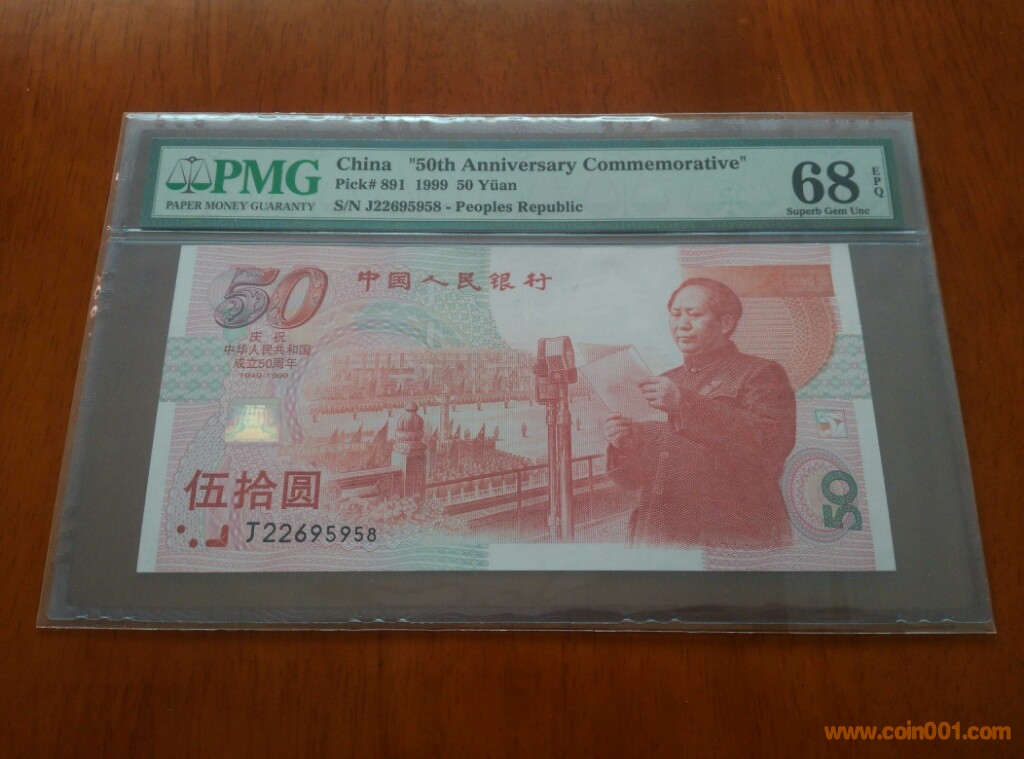 PMG
PAPER MONEY GUARANTY
China "50th Anniversary Commemorative"
Pick# 891 1999 50 Yüan
S/N J22695958 - Peoples Republic
68
EPQ
Superb Gem Unc
50
中国人民银行
庆祝
中华人民共和国
成立50周年
1949-1999
伍拾圆
J22695958
50
www.coin001.com